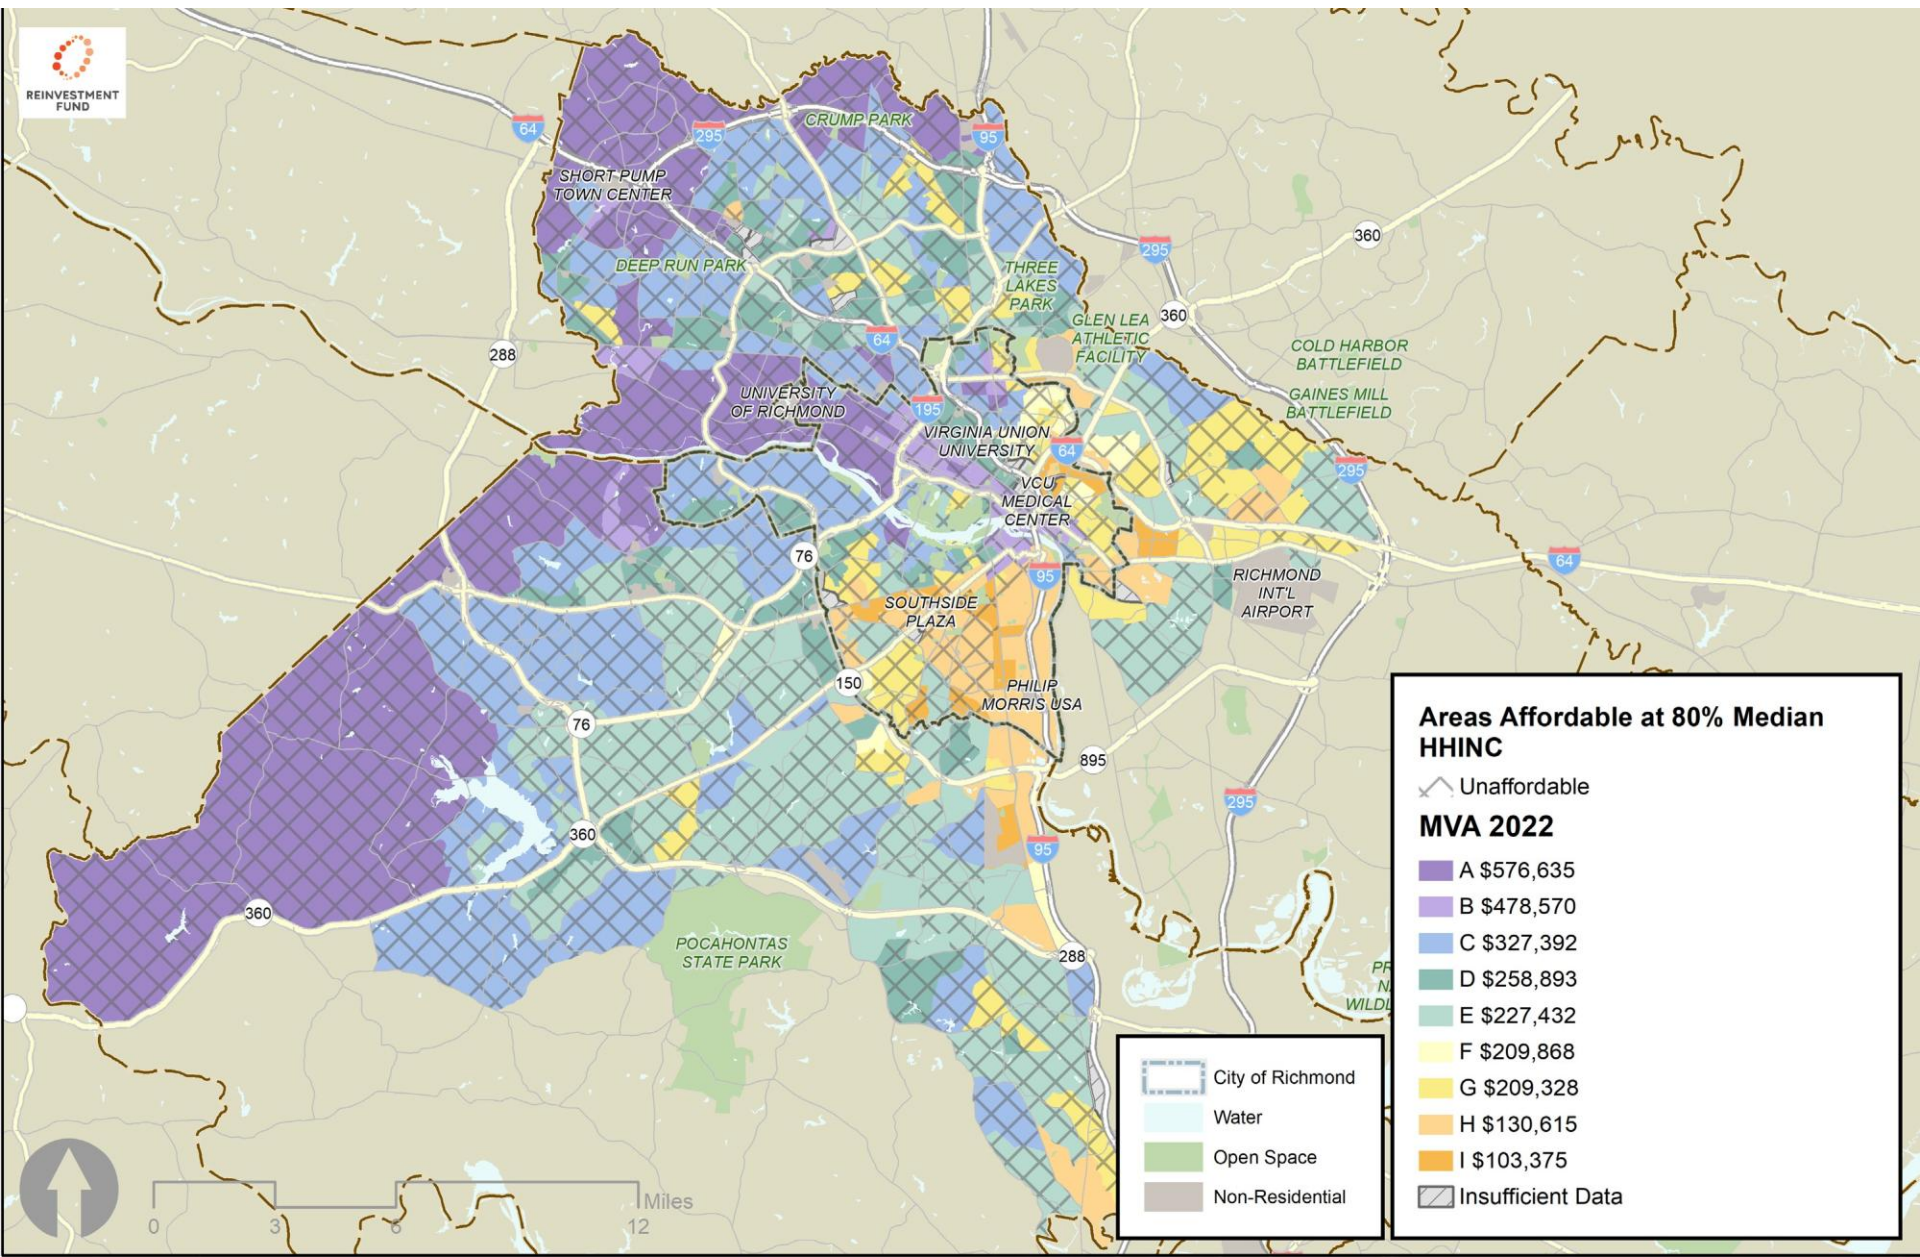 REINVESTMENT
FUND
64
295
CRUMP PARK
95
SHORT PUMP
TOWN CENTER
360
295
DEEP RUN PARK
THREE
LAKES
PARK
360
GLEN LEA
ATHLETIC
FACILITY
64
288
COLD HARBOR
BATTLEFIELD
UNIVERSITY
OF RICHMOND
195
GAINES MILL
BATTLEFIELD
VIRGINIA UNION
UNIVERSITY
64
295
VCU
MEDICAL
CENTER
76
95
64
RICHMOND
INT'L
AIRPORT
SOUTHSIDE
PLAZA
150
PHILIP
MORRIS USA
76
895
295
360
95
360
POCAHONTAS
STATE PARK
288
Areas Affordable at 80% Median
HHINC
Unaffordable
MVA 2022
A $576,635
B $478,570
C $327,392
D $258,893
E $227,432
F $209,868
G $209,328
H $130,615
I $103,375
Insufficient Data
City of Richmond
Water
Open Space
Non-Residential
0 3 6 12 Miles